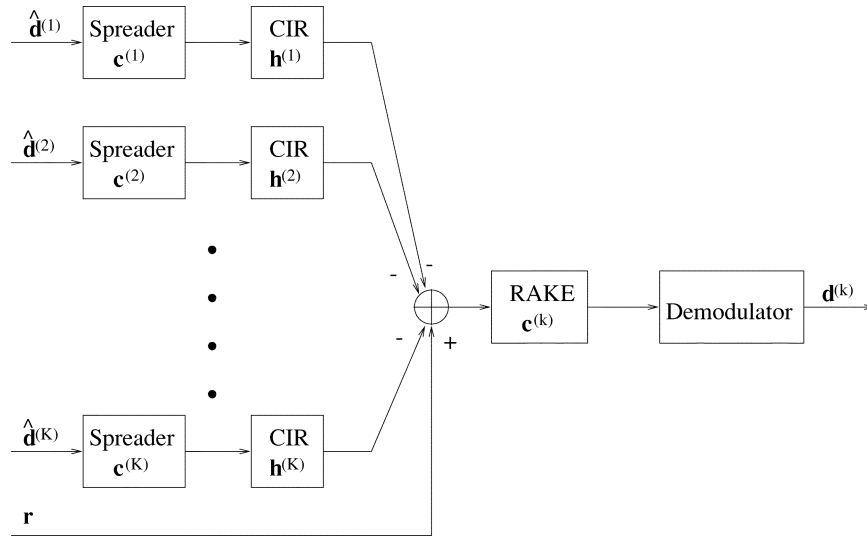 d̂(1)
Spreader
c(1)
CIR
h(1)
d̂(2)
Spreader
c(2)
CIR
h(2)
-
-
RAKE
c(k)
Demodulator
d(k)
-
+
d̂(K)
Spreader
c(K)
CIR
h(K)
r